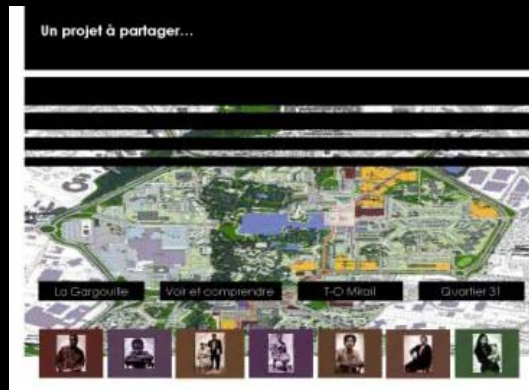 Un projet à partager…
La Gargouille
Voir et comprendre
T-O Mirail
Quartier 31